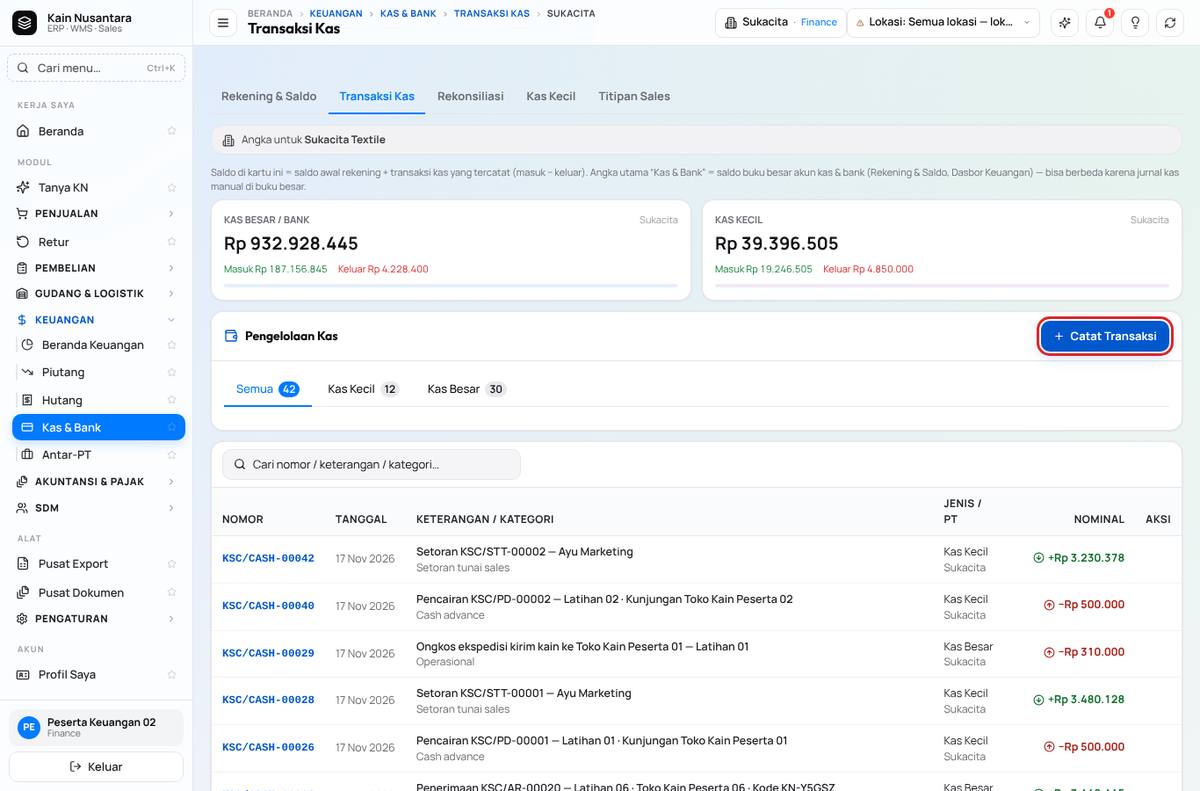 Kain Nusantara
ERP · WMS · Sales
Cari menu...
Ctrl+K
KERJA SAYA
Beranda
MODUL
Tanya KN
PENJUALAN
Retur
PEMBELIAN
GUDANG & LOGISTIK
KEUANGAN
Beranda Keuangan
Piutang
Hutang
Kas & Bank
Antar-PT
AKUNTANSI & PAJAK
SDM
ALAT
Pusat Export
Pusat Dokumen
PENGATURAN
AKUN
Profil Saya
PE
Peserta Keuangan 02
Finance
Keluar
BERANDA › KEUANGAN › KAS & BANK › TRANSAKSI KAS › SUKACITA
Transaksi Kas
Sukacita · Finance
Lokasi: Semua lokasi — lok...
1
Rekening & Saldo
Transaksi Kas
Rekonsiliasi
Kas Kecil
Titipan Sales
Angka untuk Sukacita Textile
Saldo di kartu ini = saldo awal rekening + transaksi kas yang tercatat (masuk − keluar). Angka utama "Kas & Bank" = saldo buku besar akun kas & bank (Rekening & Saldo, Dasbor Keuangan) — bisa berbeda karena jurnal kas
manual di buku besar.
KAS BESAR / BANK
Sukacita
Rp 932.928.445
Masuk Rp 187.156.845
Keluar Rp 4.228.400
KAS KECIL
Sukacita
Rp 39.396.505
Masuk Rp 19.246.505
Keluar Rp 4.850.000
Pengelolaan Kas
+ Catat Transaksi
Semua 42
Kas Kecil 12
Kas Besar 30
Cari nomor / keterangan / kategori...
NOMOR
TANGGAL
KETERANGAN / KATEGORI
JENIS /
PT
NOMINAL
AKSI
KSC/CASH-00042
17 Nov 2026
Setoran KSC/STT-00002 — Ayu Marketing
Setoran tunai sales
Kas Kecil
Sukacita
+Rp 3.230.378
KSC/CASH-00040
17 Nov 2026
Pencairan KSC/PD-00002 — Latihan 02 · Kunjungan Toko Kain Peserta 02
Cash advance
Kas Kecil
Sukacita
−Rp 500.000
KSC/CASH-00029
17 Nov 2026
Ongkos ekspedisi kirim kain ke Toko Kain Peserta 01 — Latihan 01
Operasional
Kas Besar
Sukacita
−Rp 310.000
KSC/CASH-00028
17 Nov 2026
Setoran KSC/STT-00001 — Ayu Marketing
Setoran tunai sales
Kas Kecil
Sukacita
+Rp 3.480.128
KSC/CASH-00026
17 Nov 2026
Pencairan KSC/PD-00001 — Latihan 01 · Kunjungan Toko Kain Peserta 01
Cash advance
Kas Kecil
Sukacita
−Rp 500.000
Penerimaan KSC/AR-00020 — Latihan 06 · Toko Kain Peserta 06 · Kode KN-Y5GSZ
Kas Besar